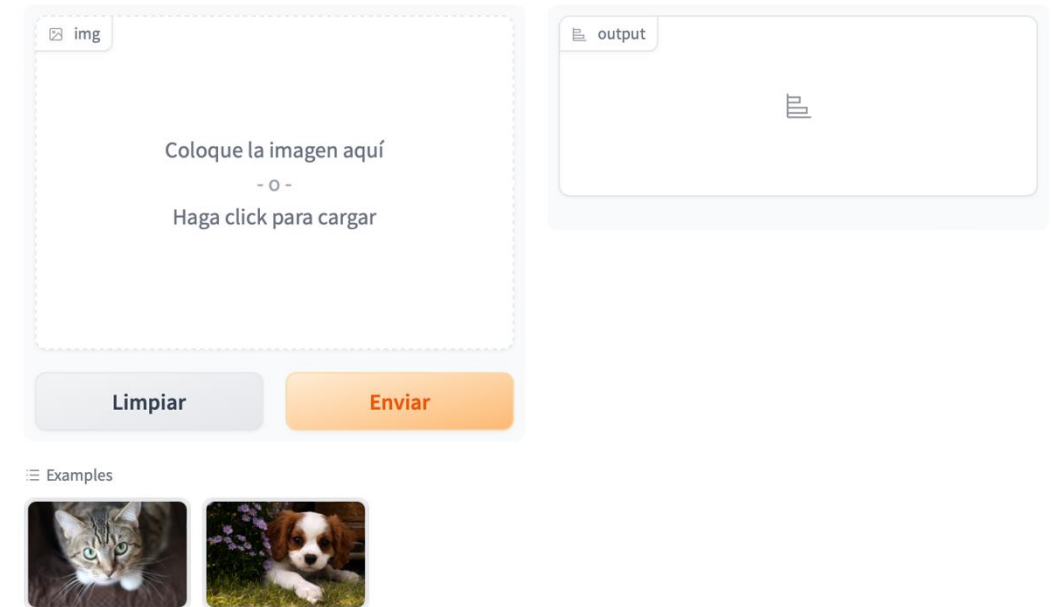 img
Coloque la imagen aquí
- o -
Haga click para cargar
Limpiar
Enviar
Examples
output